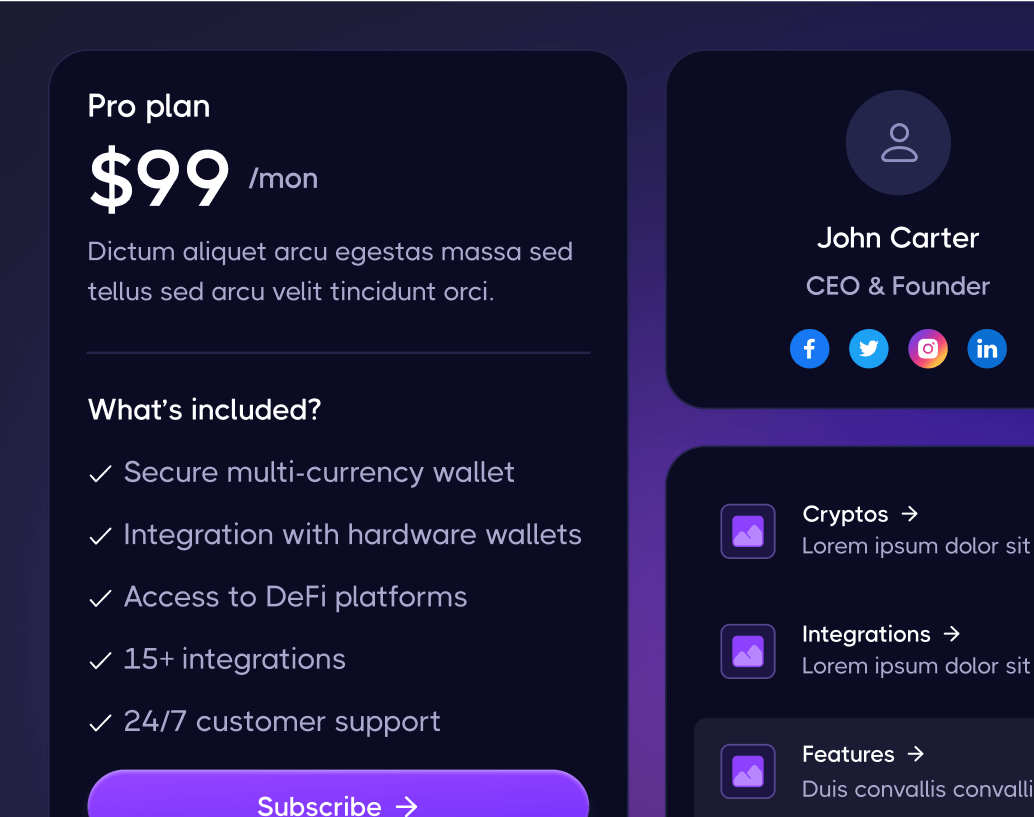 Pro plan
$99 /mon
Dictum aliquet arcu egestas massa sed
tellus sed arcu velit tincidunt orci.
What’s included?
Secure multi-currency wallet
Integration with hardware wallets
Access to DeFi platforms
15+ integrations
24/7 customer support
Subscribe
John Carter
CEO & Founder
Cryptos
Lorem ipsum dolor sit
Integrations
Lorem ipsum dolor sit
Features
Duis convallis convalli